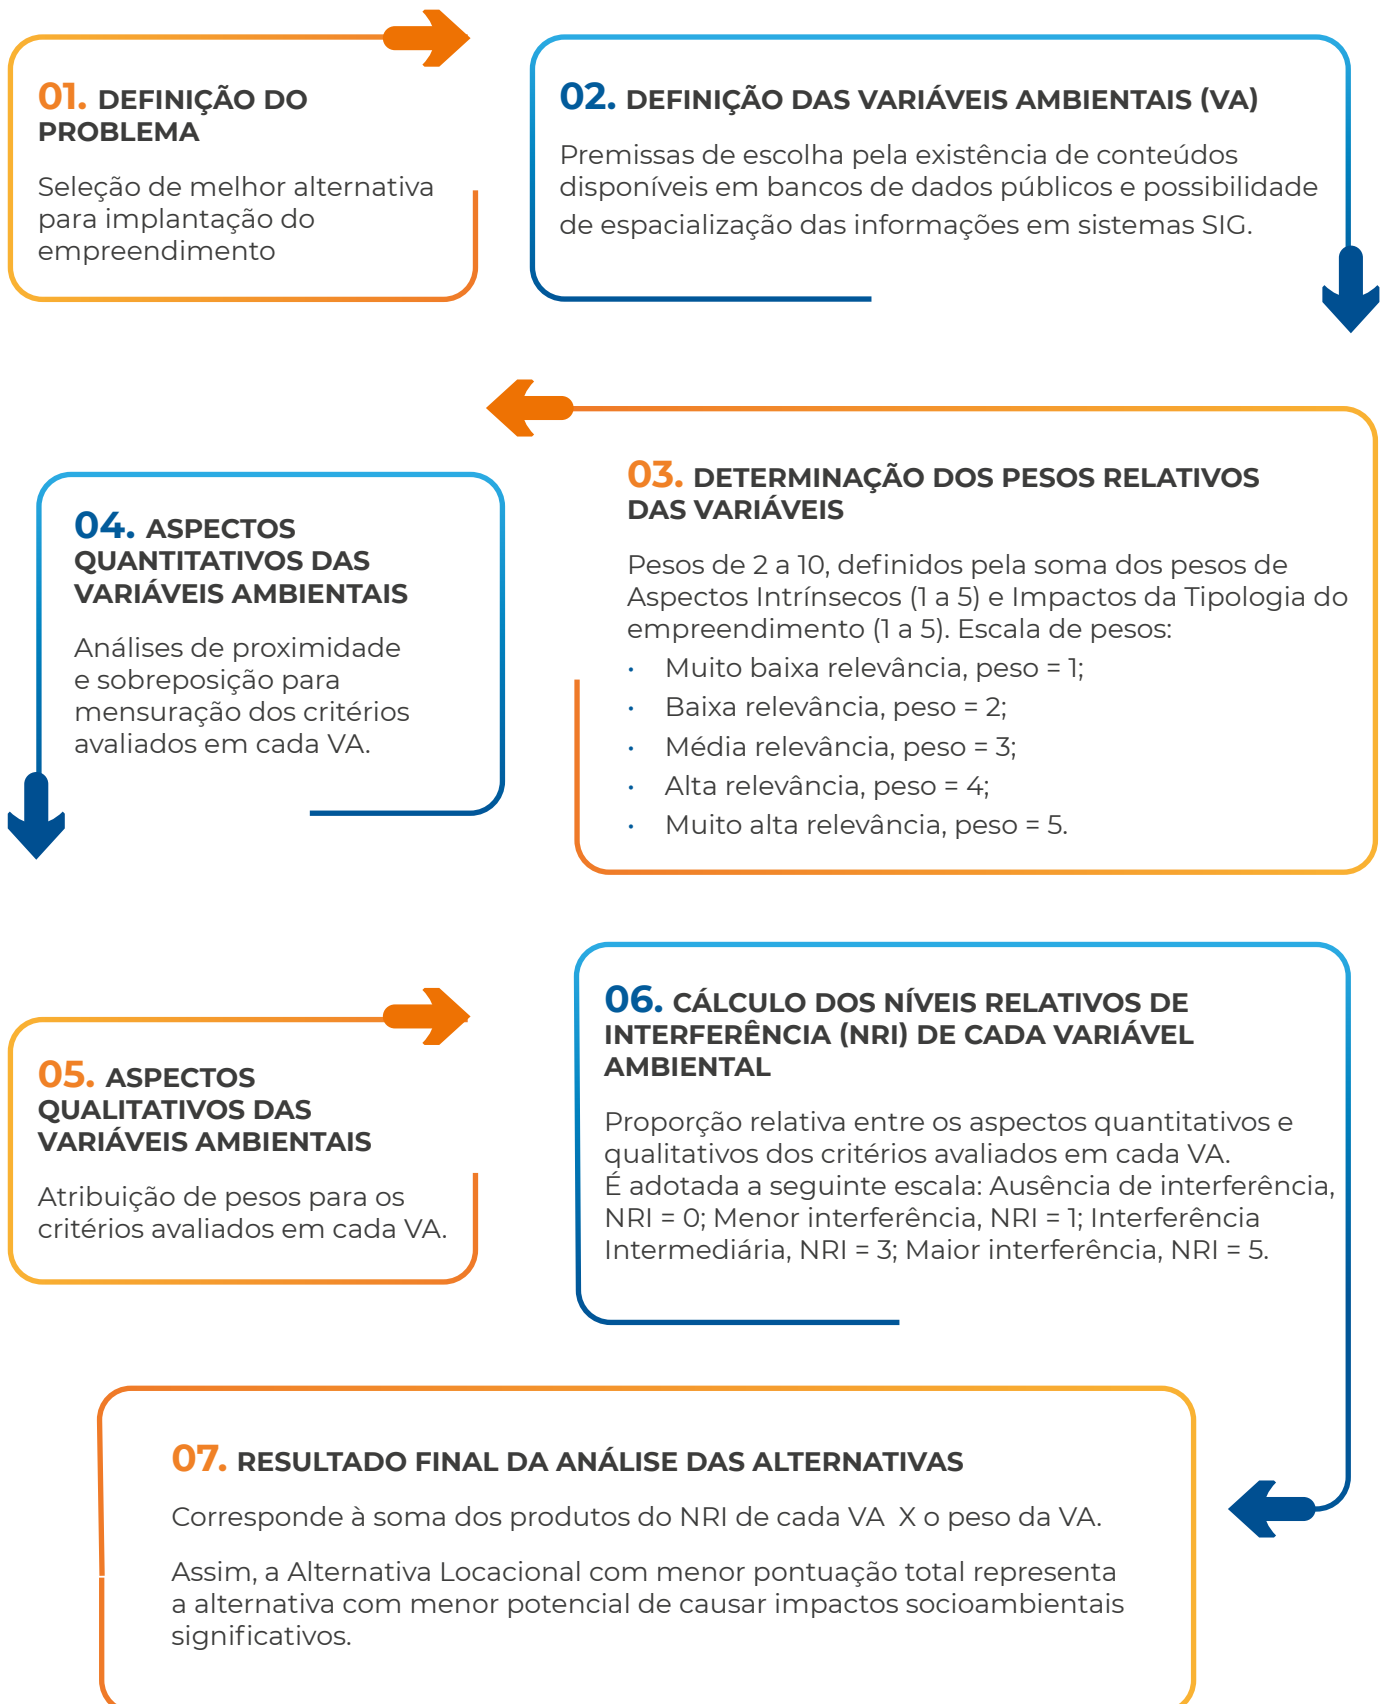 01. DEFINIÇÃO DO
PROBLEMA
Seleção de melhor alternativa
para implantação do
empreendimento
02. DEFINIÇÃO DAS VARIÁVEIS AMBIENTAIS (VA)
Premissas de escolha pela existência de conteúdos
disponíveis em bancos de dados públicos e possibilidade
de espacialização das informações em sistemas SIG.
03. DETERMINAÇÃO DOS PESOS RELATIVOS
DAS VARIÁVEIS
Pesos de 2 a 10, definidos pela soma dos pesos de
Aspectos Intrínsecos (1 a 5) e Impactos da Tipologia do
empreendimento (1 a 5). Escala de pesos:
• Muito baixa relevância, peso = 1;
• Baixa relevância, peso = 2;
• Média relevância, peso = 3;
• Alta relevância, peso = 4;
• Muito alta relevância, peso = 5.
04. ASPECTOS
QUANTITATIVOS DAS
VARIÁVEIS AMBIENTAIS
Análises de proximidade
e sobreposição para
mensuração dos critérios
avaliados em cada VA.
05. ASPECTOS
QUALITATIVOS DAS
VARIÁVEIS AMBIENTAIS
Atribuição de pesos para os
critérios avaliados em cada VA.
06. CÁLCULO DOS NÍVEIS RELATIVOS DE
INTERFERÊNCIA (NRI) DE CADA VARIÁVEL
AMBIENTAL
Proporção relativa entre os aspectos quantitativos e
qualitativos dos critérios avaliados em cada VA.
É adotada a seguinte escala: Ausência de interferência,
NRI = 0; Menor interferência, NRI = 1; Interferência
Intermediária, NRI = 3; Maior interferência, NRI = 5.
07. RESULTADO FINAL DA ANÁLISE DAS ALTERNATIVAS
Corresponde à soma dos produtos do NRI de cada VA X o peso da VA.
Assim, a Alternativa Locacional com menor pontuação total representa
a alternativa com menor potencial de causar impactos socioambientais
significativos.